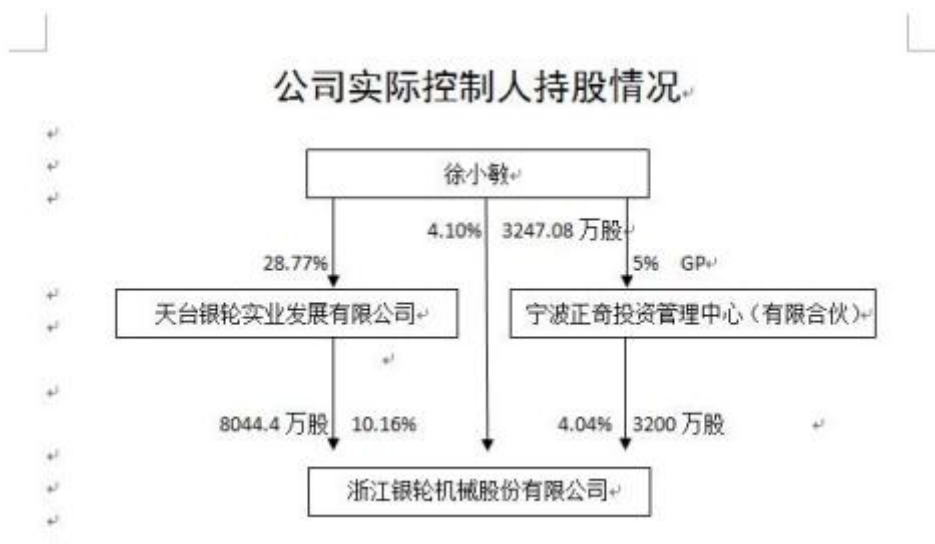 公司实际控制人持股情况
徐小敏
4.10% 3247.08 万股
28.77%
5% GP
天台银轮实业发展有限公司
宁波正奇投资管理中心（有限合伙）
8044.4 万股 10.16%
4.04% 3200 万股
浙江银轮机械股份有限公司